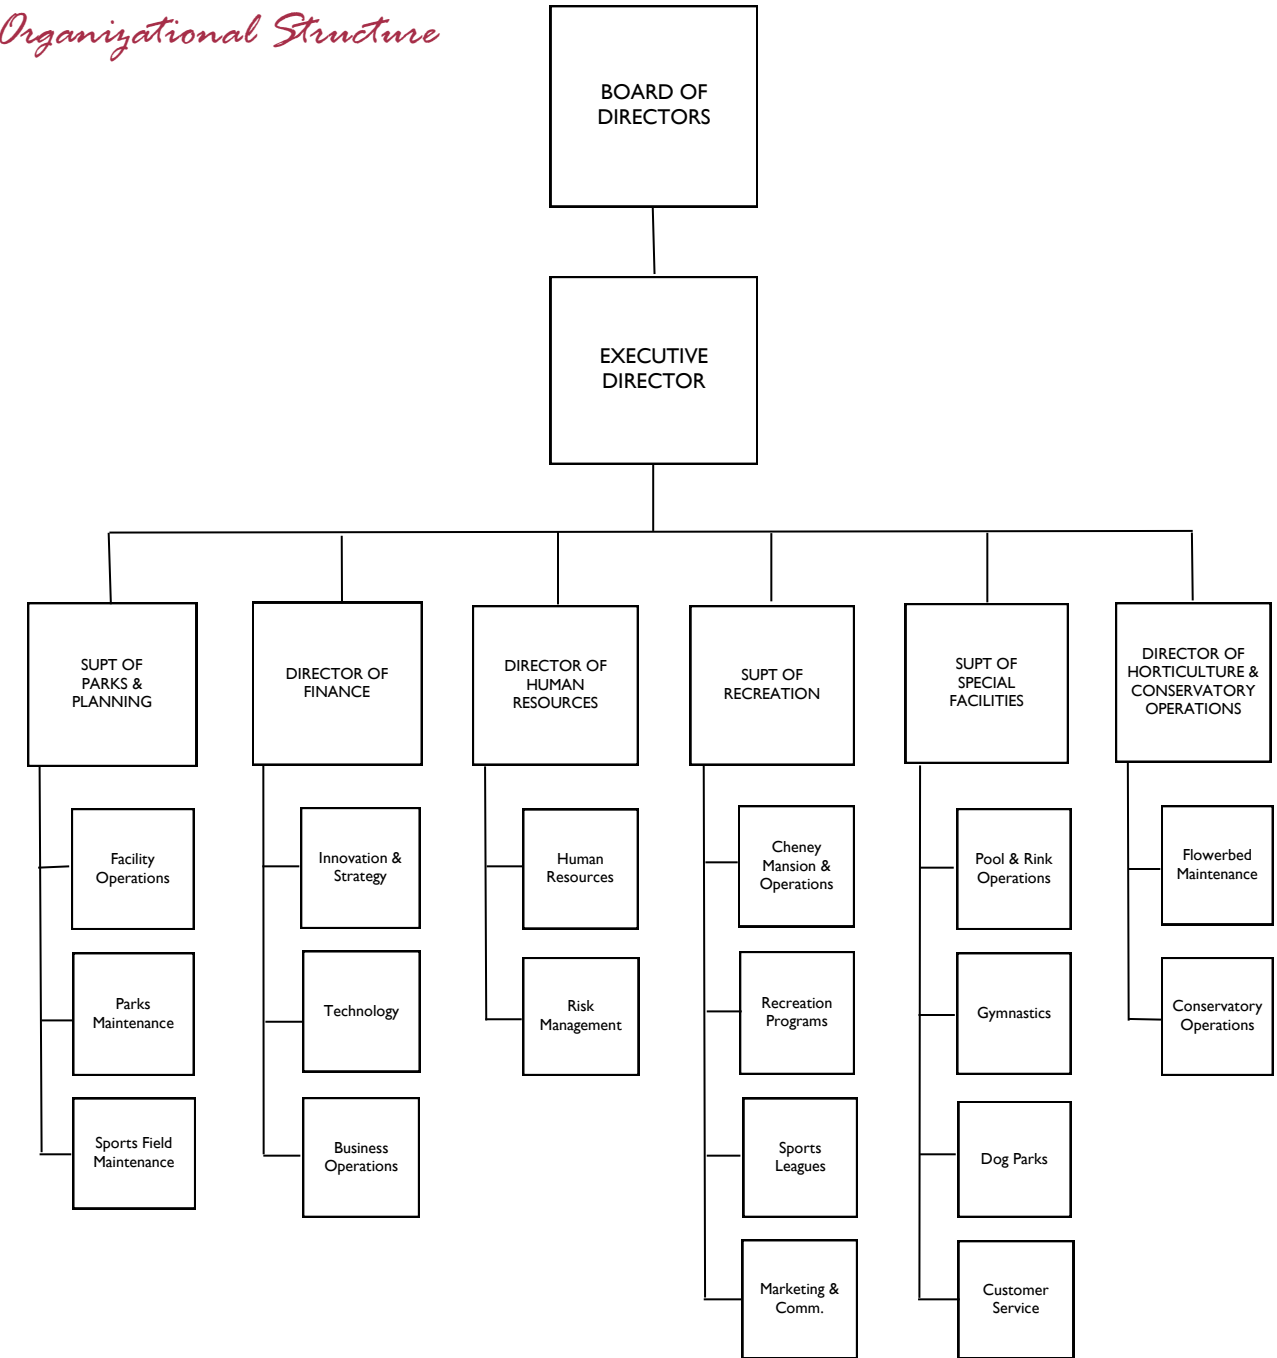 Organizational Structure
BOARD OF
DIRECTORS
EXECUTIVE
DIRECTOR
SUPT OF
PARKS &
PLANNING
DIRECTOR OF
FINANCE
DIRECTOR OF
HUMAN
RESOURCES
SUPT OF
RECREATION
SUPT OF
SPECIAL
FACILITIES
DIRECTOR OF
HORTICULTURE &
CONSERVATORY
OPERATIONS
Facility
Operations
Parks
Maintenance
Sports Field
Maintenance
Innovation &
Strategy
Technology
Business
Operations
Human
Resources
Risk
Management
Cheney
Mansion &
Operations
Recreation
Programs
Sports
Leagues
Marketing &
Comm.
Pool & Rink
Operations
Gymnastics
Dog Parks
Customer
Service
Flowerbed
Maintenance
Conservatory
Operations